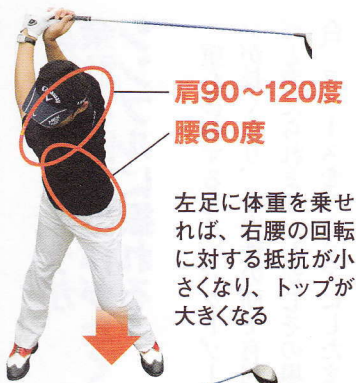 肩90〜120度
腰60度
左足に体重を乗せ
れば、右腰の回転
に対する抵抗が小
さくなり、トップが
大きくなる